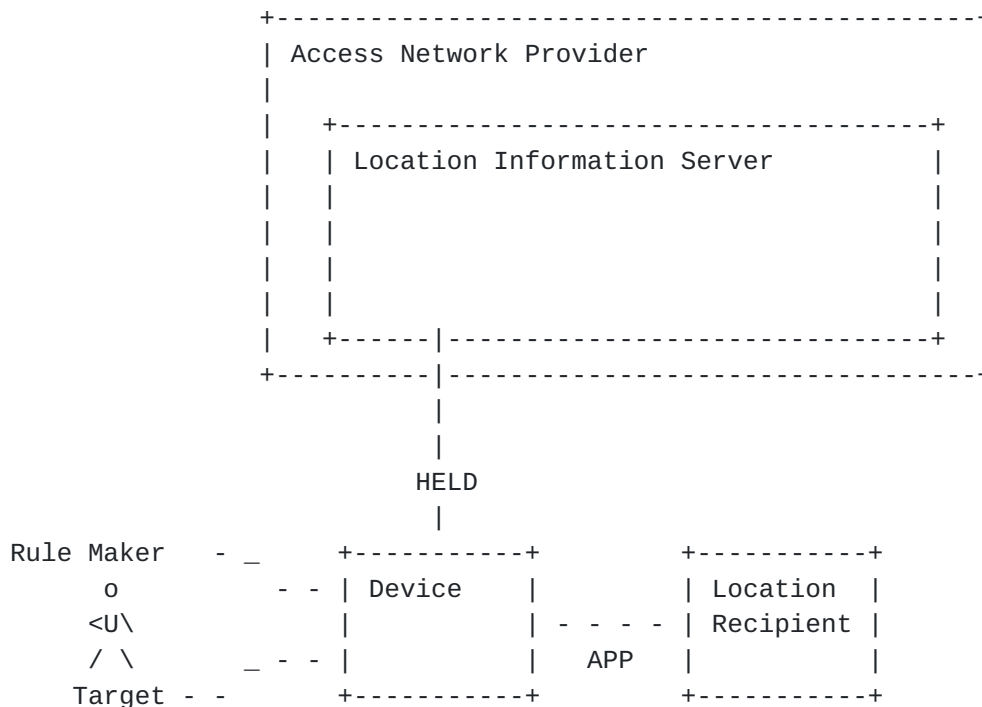 Access Network Provider
Location Information Server
HELD
Rule Maker
Device
Location
Recipient
APP
Target